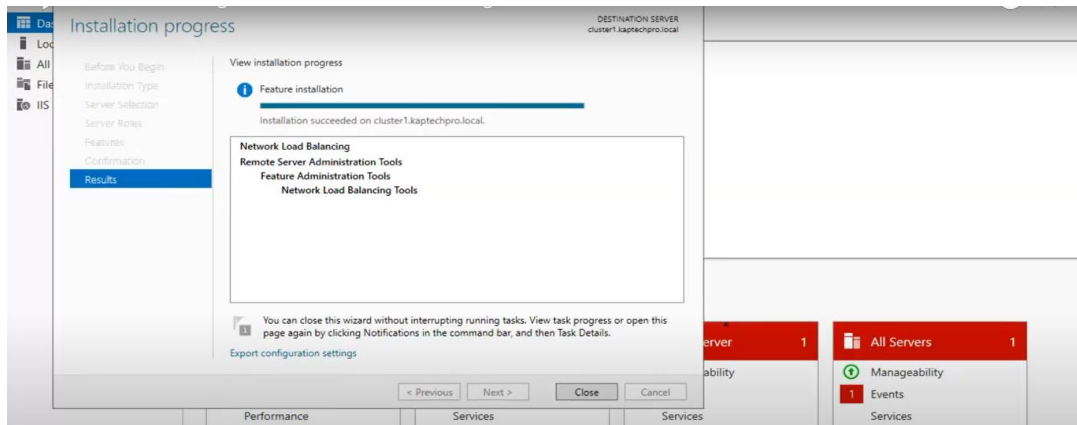 Installation progress
DESTINATION SERVER
cluster1.kaptechpro.local
Das
Loc
All
File
IIS
Before You Begin
Installation Type
Server Selection
Server Roles
Features
Confirmation
Results
View installation progress
Feature installation
Installation succeeded on cluster1.kaptechpro.local.
Network Load Balancing
Remote Server Administration Tools
Feature Administration Tools
Network Load Balancing Tools
1
You can close this wizard without interrupting running tasks. View task progress or open this
page again by clicking Notifications in the command bar, and then Task Details.
Export configuration settings
< Previous Next > Close Cancel
erver 1
ability
Services
All Servers 1
Manageability
1 Events
Services
Performance
Services